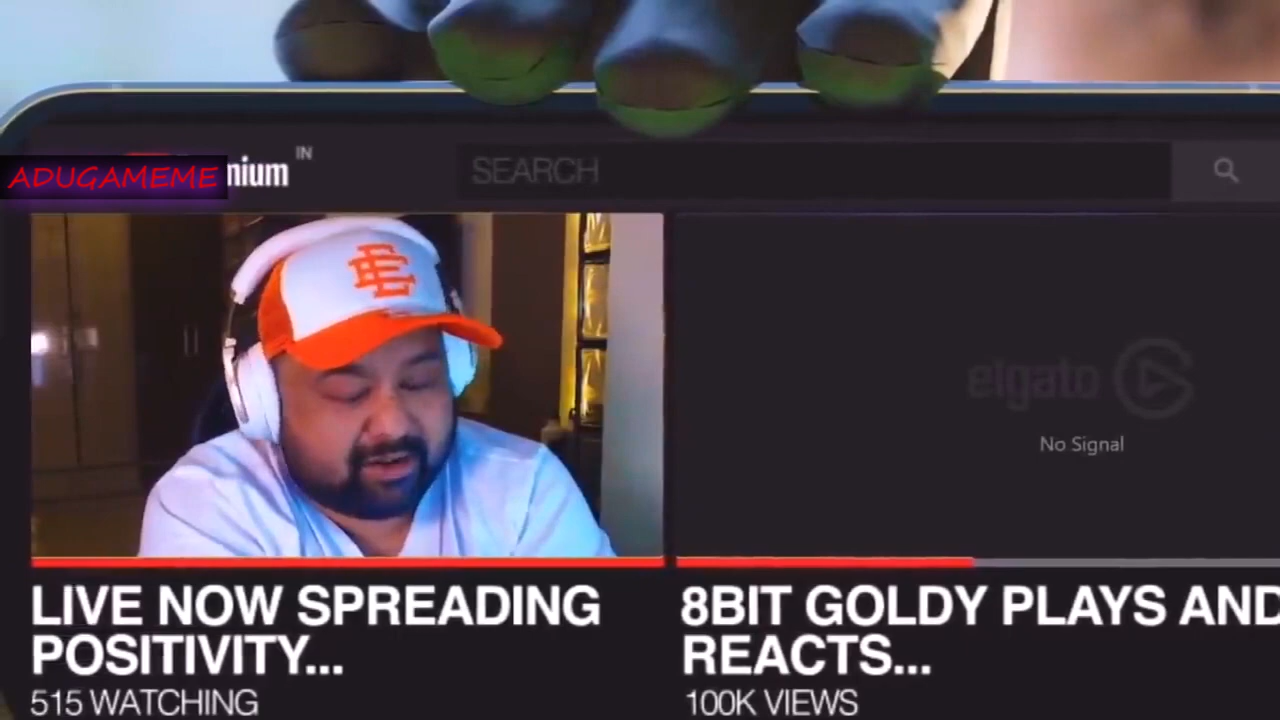 IN
ADUGAMEME
nium
SEARCH
elgato
No Signal
LIVE NOW SPREADING
POSITIVITY...
515 WATCHING
8BIT GOLDY PLAYS AND
REACTS...
100K VIEWS